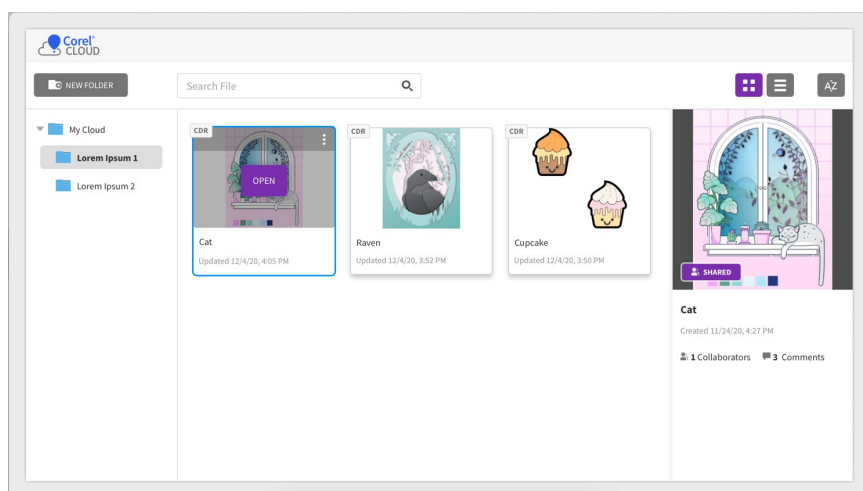 Corel®
CLOUD
NEW FOLDER
Search File
AZ
My Cloud
Lorem Ipsum 1
Lorem Ipsum 2
CDR
OPEN
Cat
Updated 12/4/20, 4:05 PM
CDR
Raven
Updated 12/4/20, 3:52 PM
CDR
Cupcake
Updated 12/4/20, 3:50 PM
SHARED
Cat
Created 11/24/20, 4:27 PM
1 Collaborators 3 Comments